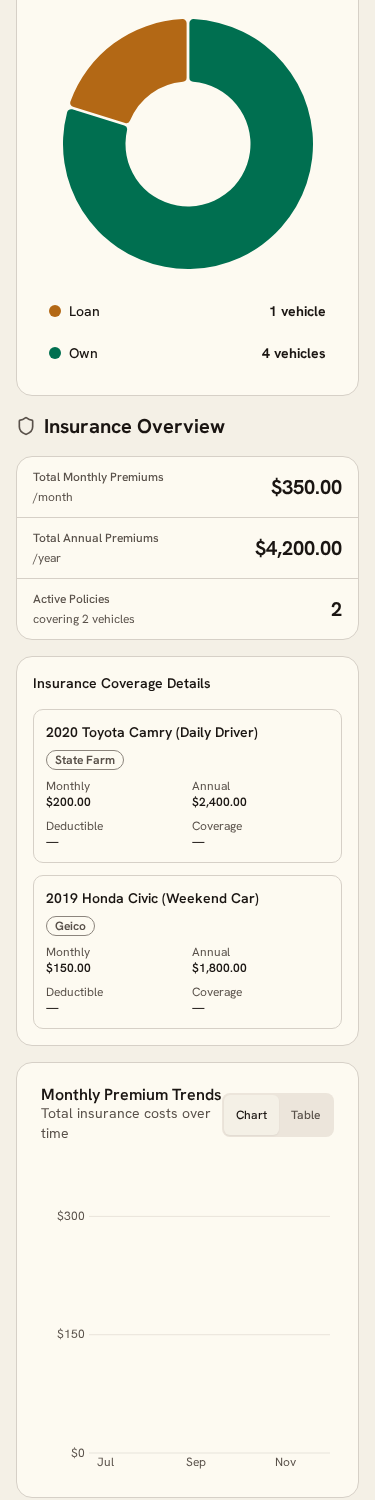 Loan 1 vehicle
Own 4 vehicles
Insurance Overview
Total Monthly Premiums
/month
$350.00
Total Annual Premiums
/year
$4,200.00
Active Policies
covering 2 vehicles
2
Insurance Coverage Details
2020 Toyota Camry (Daily Driver)
State Farm
Monthly Annual
$200.00 $2,400.00
Deductible Coverage
— —
2019 Honda Civic (Weekend Car)
Geico
Monthly Annual
$150.00 $1,800.00
Deductible Coverage
— —
Monthly Premium Trends
Total insurance costs over
time
Chart Table
$300
$150
$0
Jul Sep Nov